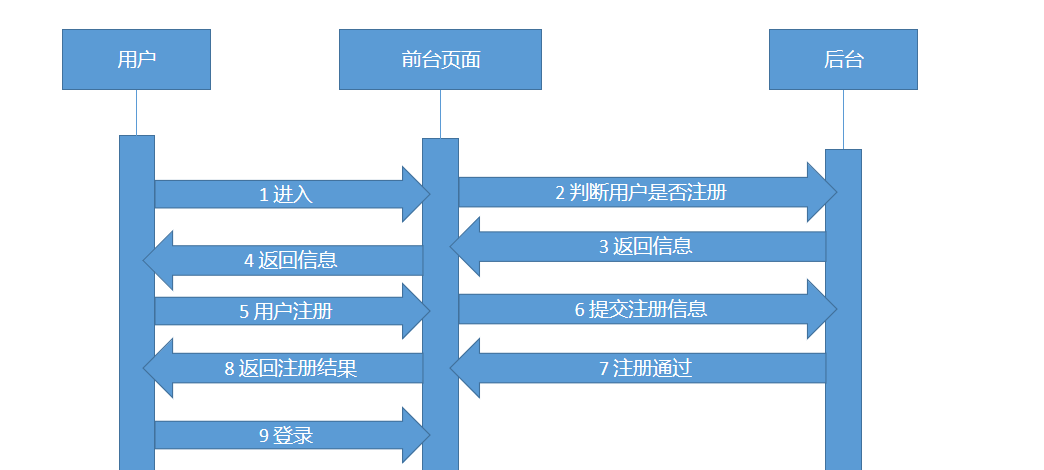 用户
前台页面
后台
1 进入
2 判断用户是否注册
3 返回信息
4 返回信息
5 用户注册
6 提交注册信息
8 返回注册结果
7 注册通过
9 登录